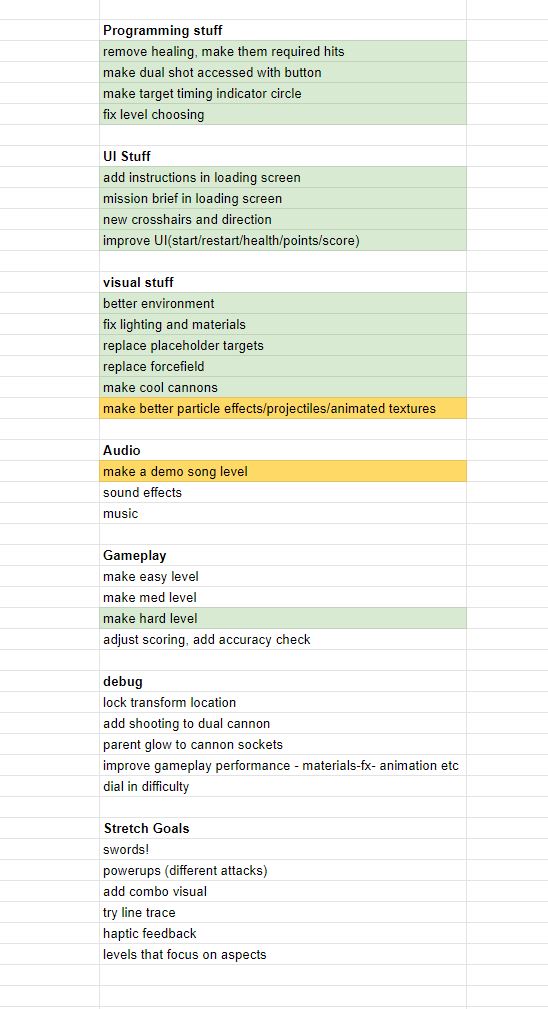 Programming stuff
remove healing, make them required hits
make dual shot accessed with button
make target timing indicator circle
fix level choosing
UI Stuff
add instructions in loading screen
mission brief in loading screen
new crosshairs and direction
improve UI(start/restart/health/points/score)
visual stuff
better environment
fix lighting and materials
replace placeholder targets
replace forcefield
make cool cannons
make better particle effects/projectiles/animated textures
Audio
make a demo song level
sound effects
music
Gameplay
make easy level
make med level
make hard level
adjust scoring, add accuracy check
debug
lock transform location
add shooting to dual cannon
parent glow to cannon sockets
improve gameplay performance - materials-fx- animation etc
dial in difficulty
Stretch Goals
swords!
powerups (different attacks)
add combo visual
try line trace
haptic feedback
levels that focus on aspects